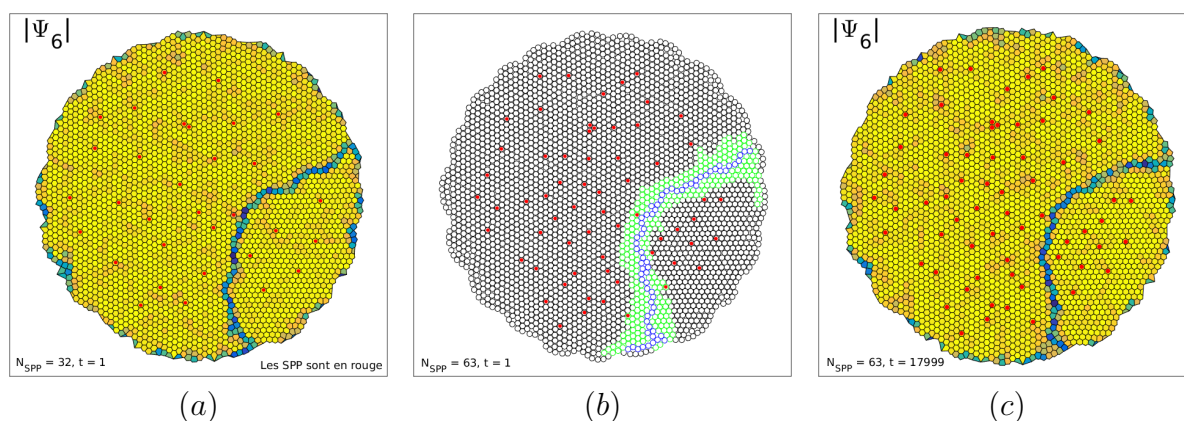 |Ψ₆|
N_SPP = 32, t = 1
Les SPP sont en rouge
(a)
N_SPP = 63, t = 1
(b)
|Ψ₆|
N_SPP = 63, t = 17999
(c)